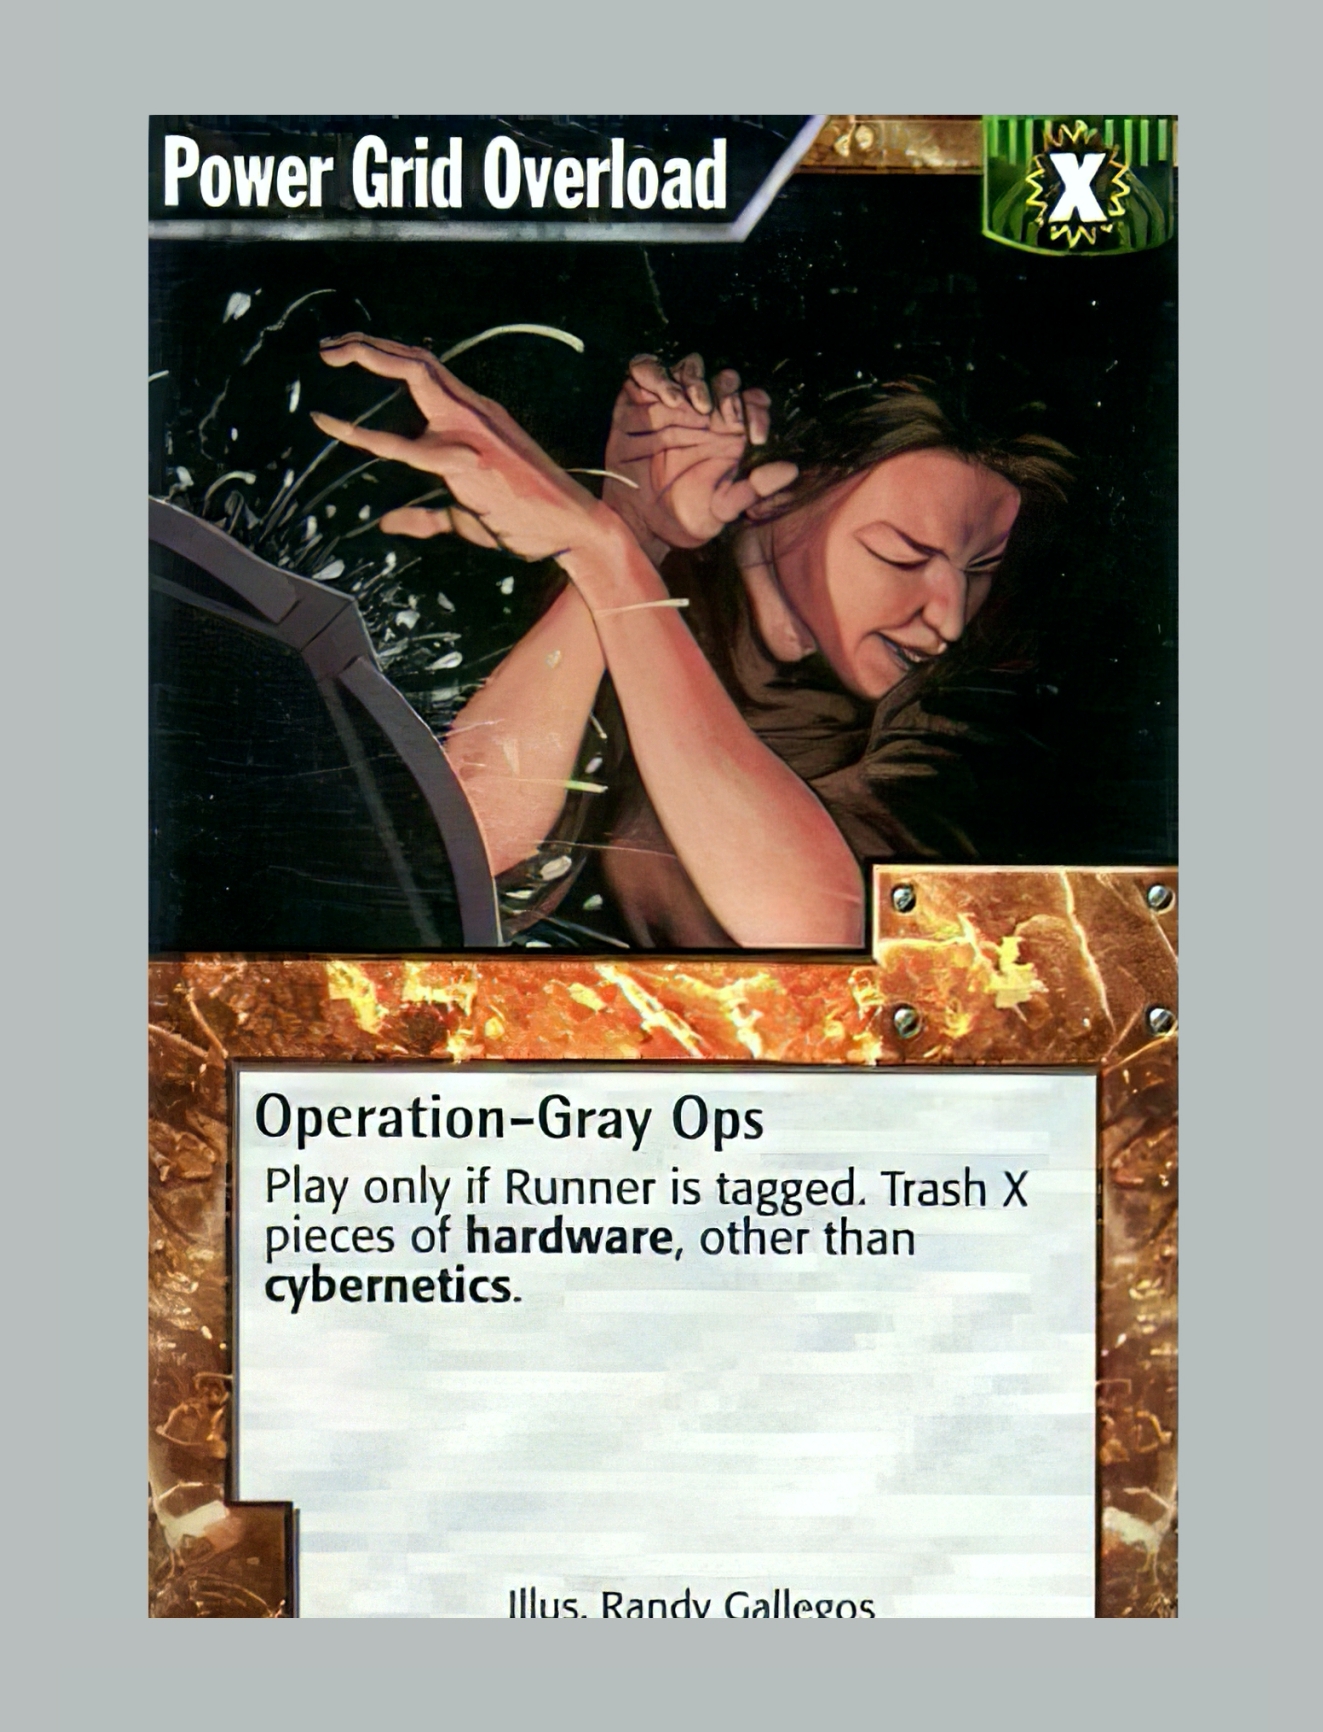 Power Grid Overload
X
Operation-Gray Ops
Play only if Runner is tagged. Trash X
pieces of hardware, other than
cybernetics.
Illus. Randy Gallegos